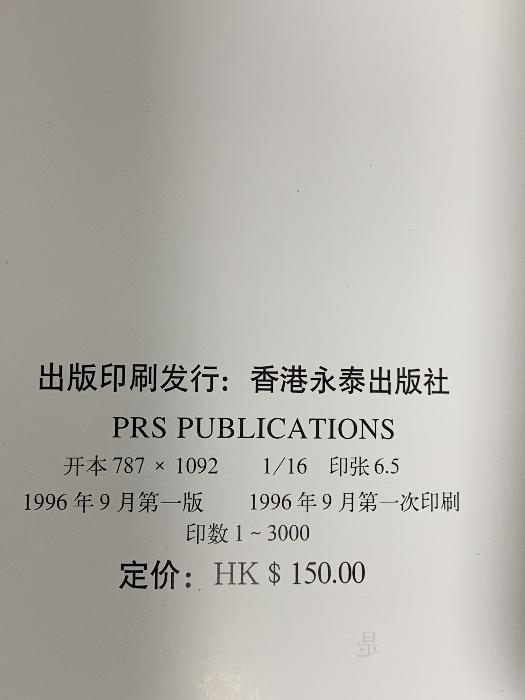 出版印刷发行：香港永泰出版社
PRS PUBLICATIONS
开本 787 × 1092  1/16 印张 6.5
1996 年 9 月第一版  1996 年 9 月第一次印刷
印数 1 ~ 3000
定价：HK $ 150.00